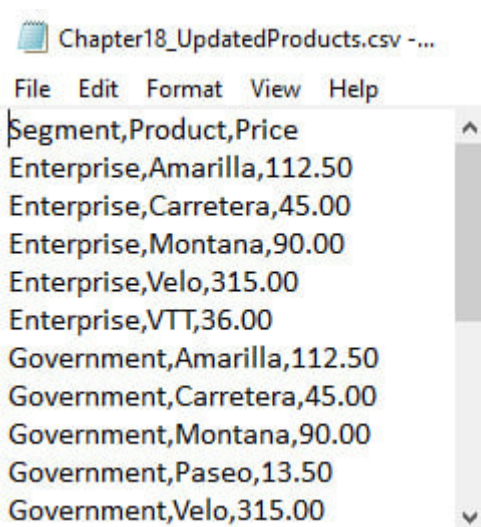 Chapter18_UpdatedProducts.csv -...
File Edit Format View Help
Segment,Product,Price
Enterprise,Amarilla,112.50
Enterprise,Carretera,45.00
Enterprise,Montana,90.00
Enterprise,Velo,315.00
Enterprise,VTT,36.00
Government,Amarilla,112.50
Government,Carretera,45.00
Government,Montana,90.00
Government,Paseo,13.50
Government,Velo,315.00